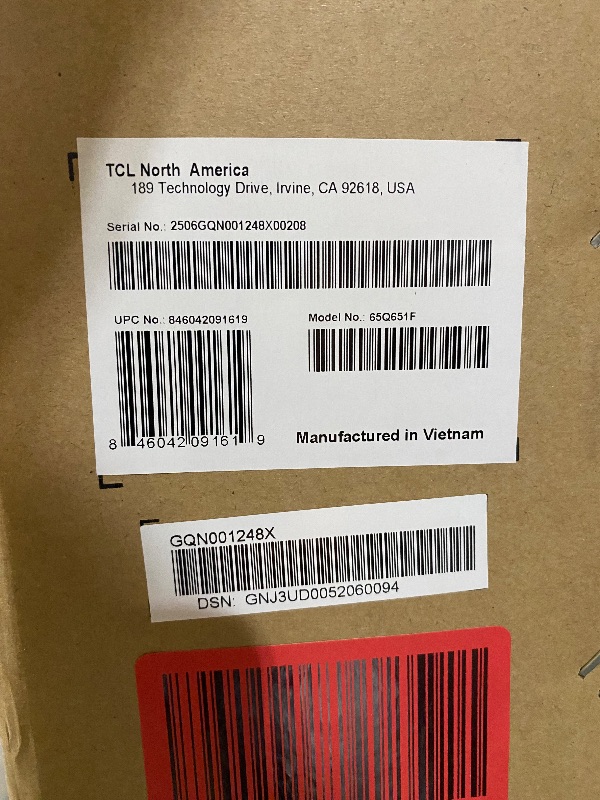 TCL North America
189 Technology Drive, Irvine, CA 92618, USA
Serial No.: 2506GQN001248X00208
UPC No.: 846042091619
Model No.: 65Q651F
8 46042 09161 9
Manufactured in Vietnam
GQN001248X
DSN: GNJ3UD0052060094